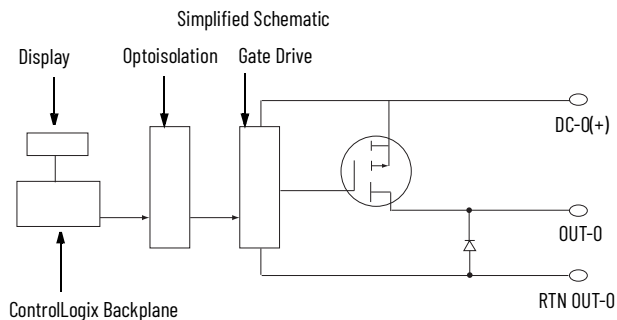 Simplified Schematic
Display
Optoisolation
Gate Drive
DC-0(+)
OUT-0
RTN OUT-0
ControlLogix Backplane